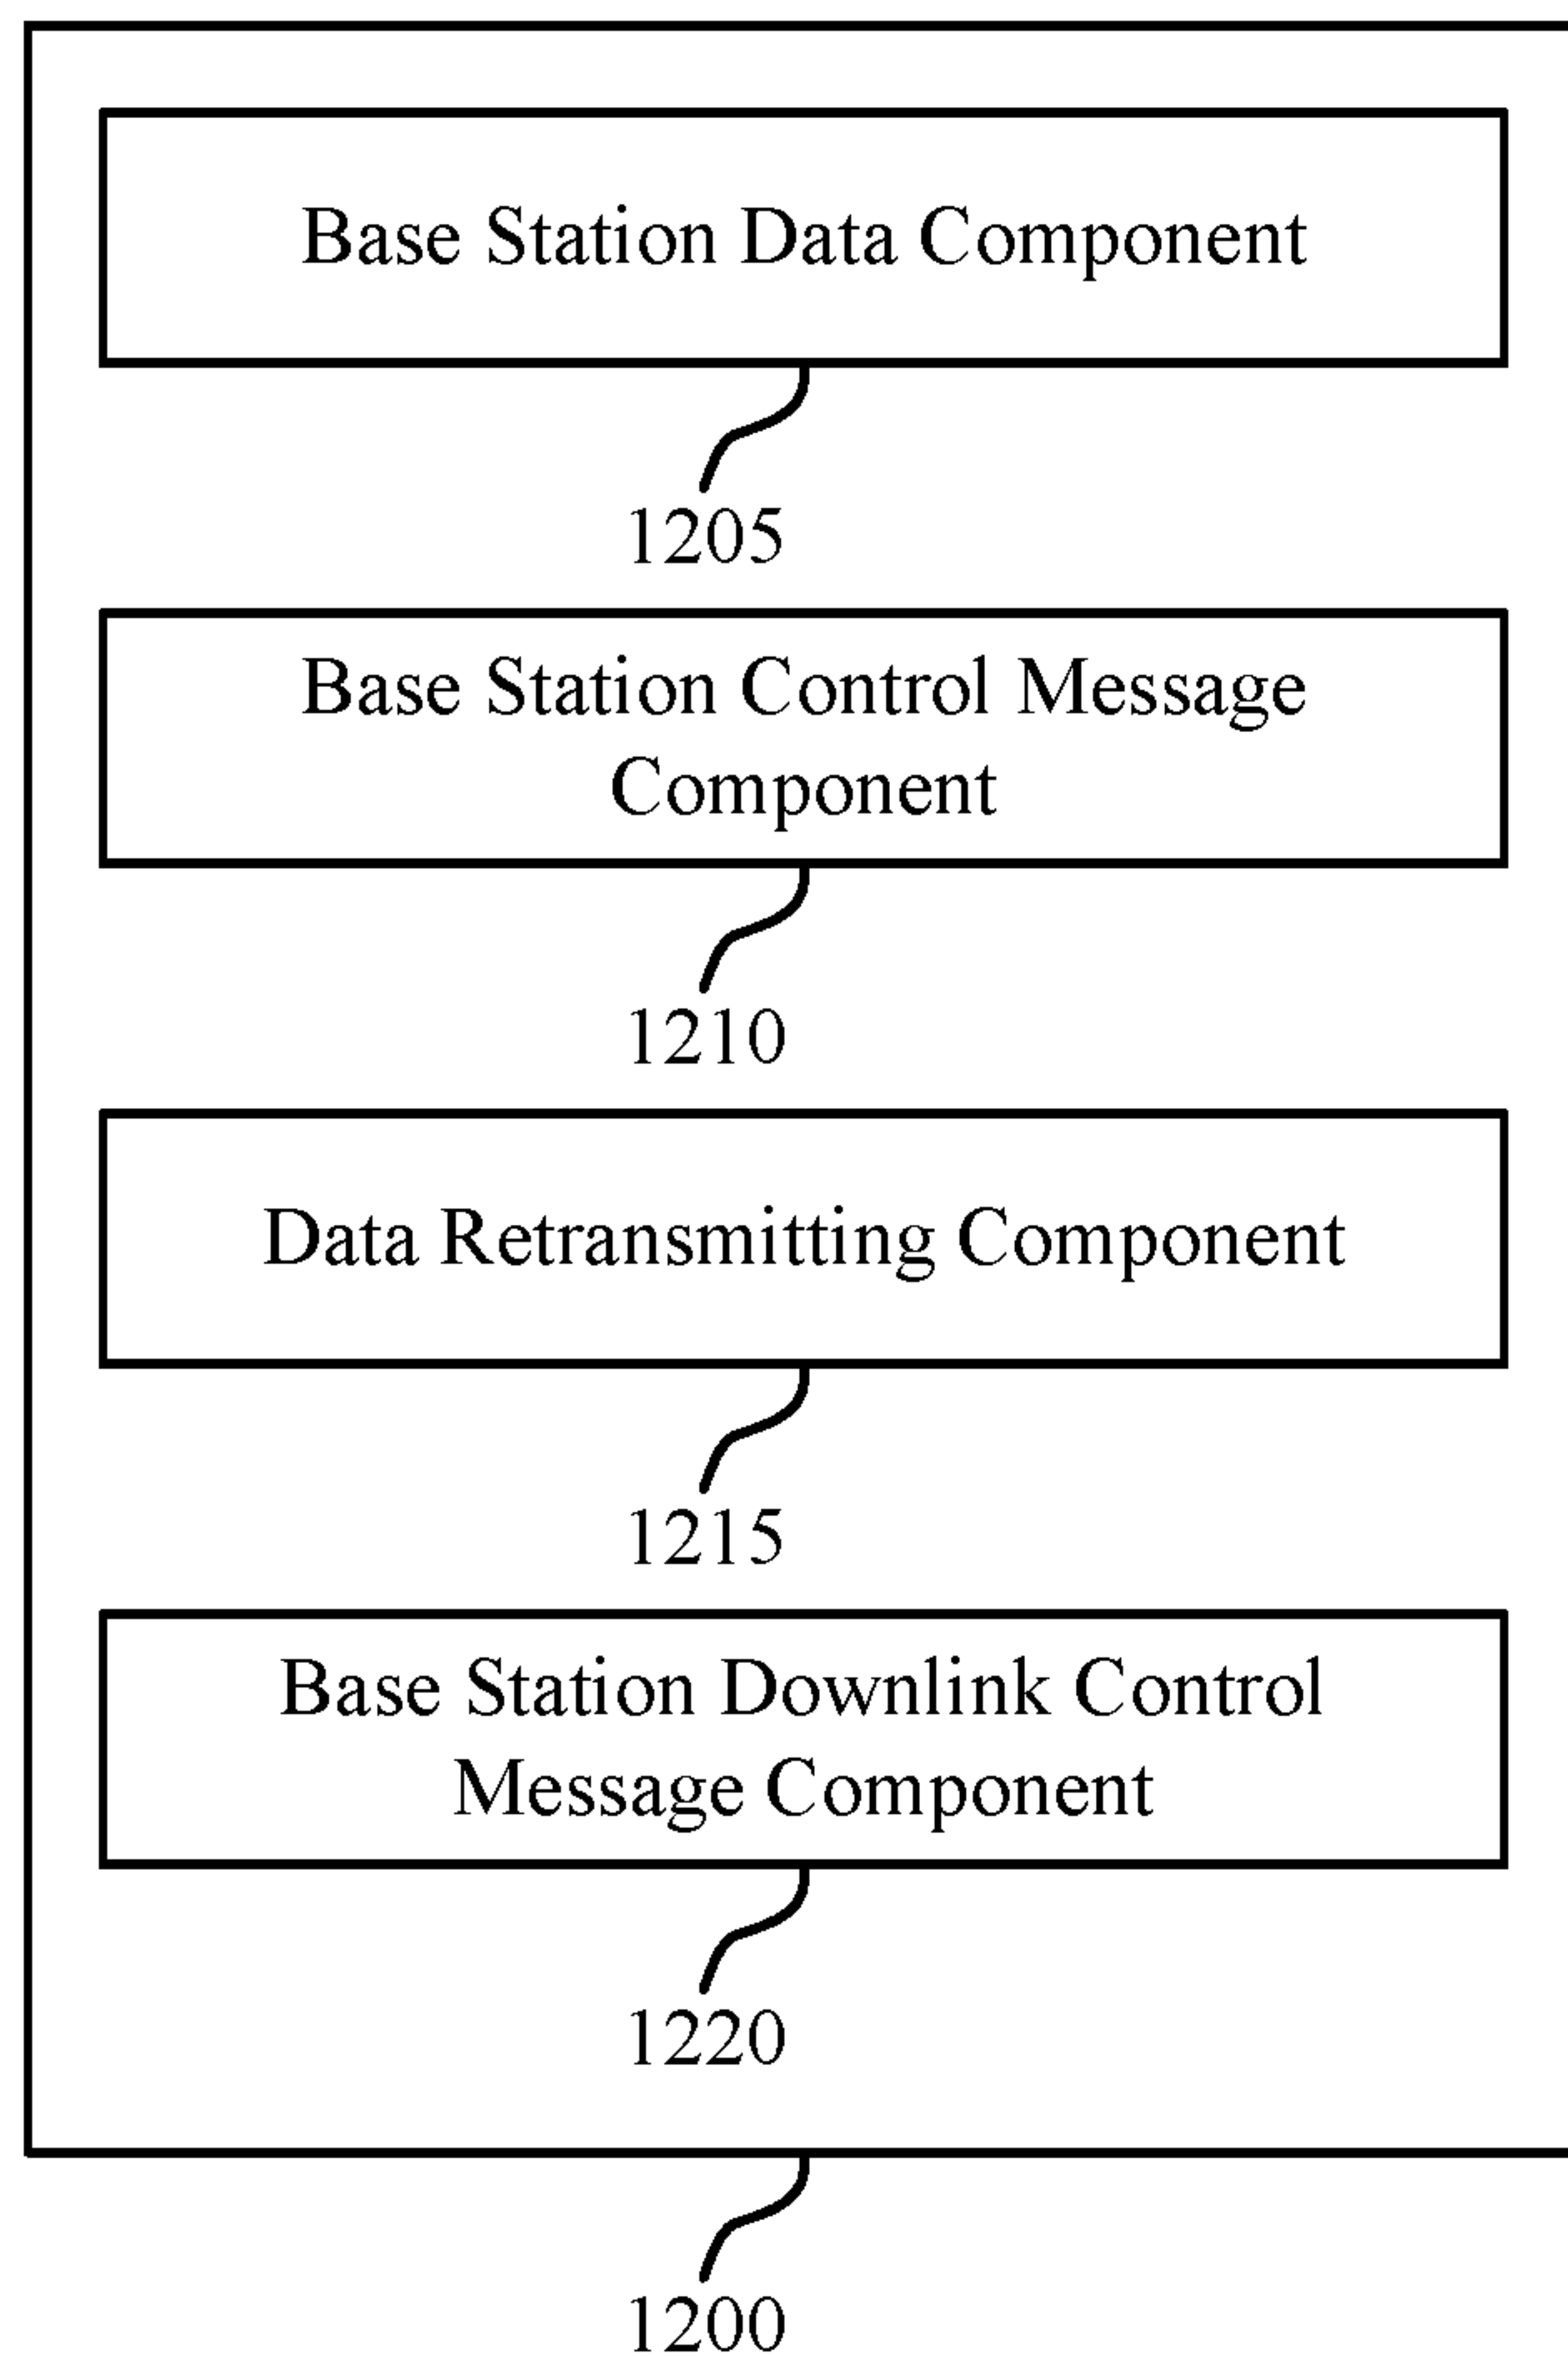 Base Station Data Component
1205
Base Station Control Message
Component
1210
Data Retransmitting Component
1215
Base Station Downlink Control
Message Component
1220
1200